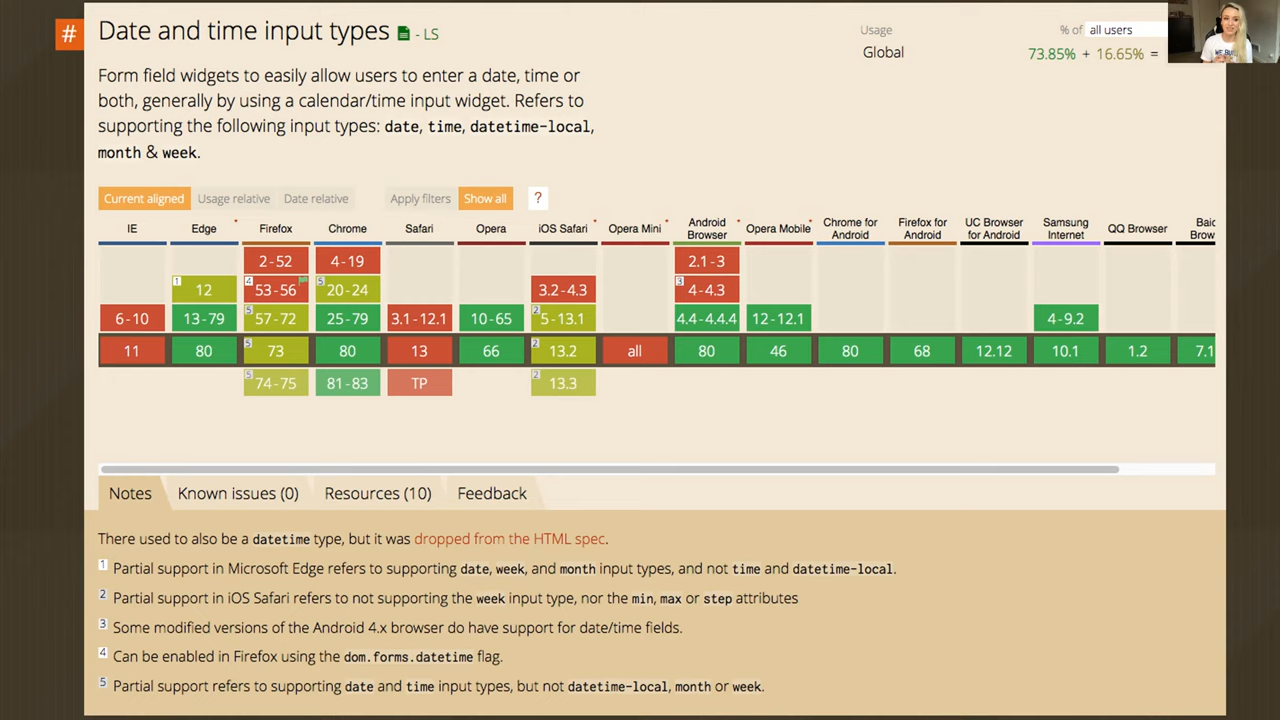 # Date and time input types - LS
Usage % of all users
Global 73.85% + 16.65% =
Form field widgets to easily allow users to enter a date, time or
both, generally by using a calendar/time input widget. Refers to
supporting the following input types: date, time, datetime-local,
month & week.
Current aligned Usage relative Date relative Apply filters Show all ?
IE Edge Firefox Chrome Safari Opera iOS Safari Opera Mini Android Browser Opera Mobile Chrome for Android Firefox for Android UC Browser for Android Samsung Internet QQ Browser Baid Brow
2-52 4-19 2.1-3
1 12 4 53-56 5 20-24 3.2-4.3 3 4-4.3
6-10 13-79 5 57-72 25-79 3.1-12.1 10-65 2 5-13.1 4.4-4.4.4 12-12.1 4-9.2
11 80 5 73 80 13 66 2 13.2 all 80 46 80 68 12.12 10.1 1.2 7.1
5 74-75 81-83 TP 2 13.3
Notes Known issues (0) Resources (10) Feedback
There used to also be a datetime type, but it was dropped from the HTML spec.
1 Partial support in Microsoft Edge refers to supporting date, week, and month input types, and not time and datetime-local.
2 Partial support in iOS Safari refers to not supporting the week input type, nor the min, max or step attributes
3 Some modified versions of the Android 4.x browser do have support for date/time fields.
4 Can be enabled in Firefox using the dom.forms.datetime flag.
5 Partial support refers to supporting date and time input types, but not datetime-local, month or week.